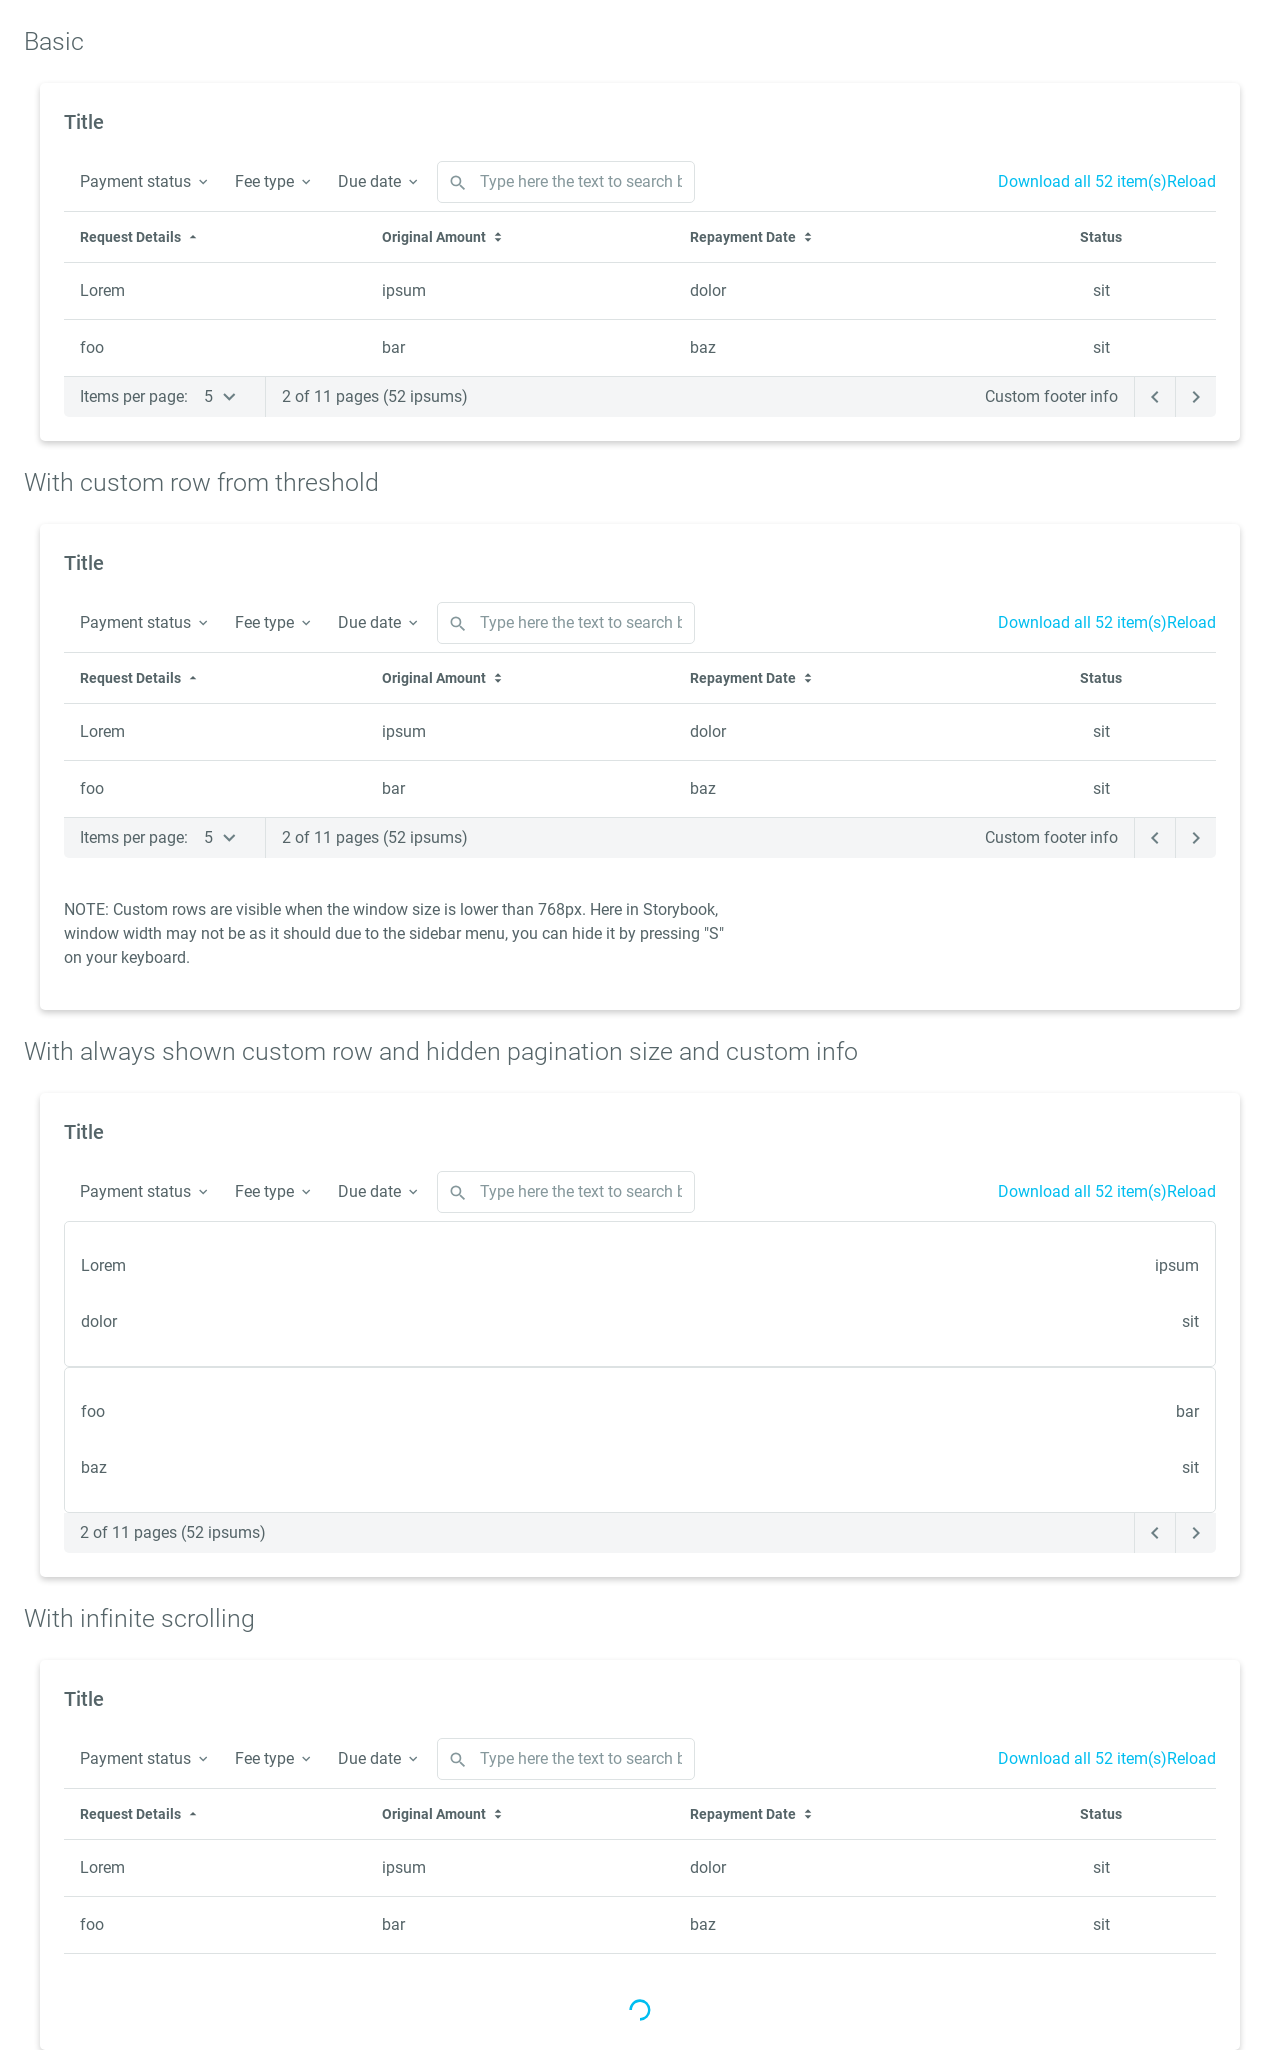 Basic
Title
Payment status Fee type Due date Type here the text to search Download all 52 item(s)Reload
Request Details Original Amount Repayment Date Status
Lorem ipsum dolor sit
foo bar baz sit
Items per page: 5 2 of 11 pages (52 ipsums) Custom footer info
With custom row from threshold
Title
Payment status Fee type Due date Type here the text to search Download all 52 item(s)Reload
Request Details Original Amount Repayment Date Status
Lorem ipsum dolor sit
foo bar baz sit
Items per page: 5 2 of 11 pages (52 ipsums) Custom footer info
NOTE: Custom rows are visible when the window size is lower than 768px. Here in Storybook,
window width may not be as it should due to the sidebar menu, you can hide it by pressing "S"
on your keyboard.
With always shown custom row and hidden pagination size and custom info
Title
Payment status Fee type Due date Type here the text to search Download all 52 item(s)Reload
Lorem ipsum
dolor sit
foo bar
baz sit
2 of 11 pages (52 ipsums)
With infinite scrolling
Title
Payment status Fee type Due date Type here the text to search Download all 52 item(s)Reload
Request Details Original Amount Repayment Date Status
Lorem ipsum dolor sit
foo bar baz sit